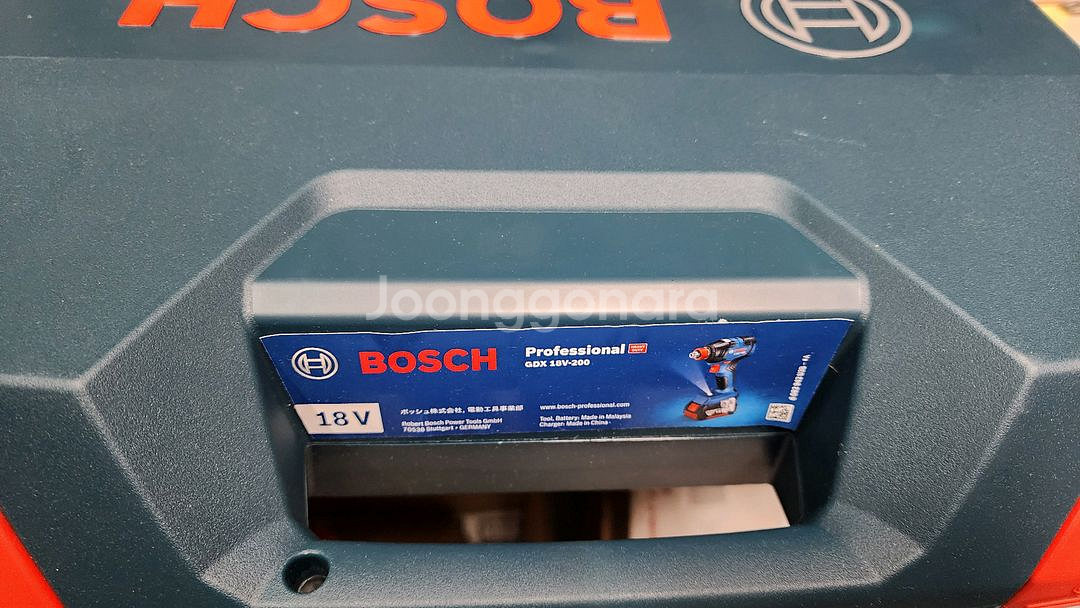 BOSCH
Joonggonara
BOSCH
Professional HEAVY DUTY
GDX 18V-200
18V
ボッシュ株式会社, 電動工具事業部
Robert Bosch Power Tools GmbH
70538 Stuttgart · GERMANY
www.bosch-professional.com
Tool, Battery: Made in Malaysia
Charger: Made in China